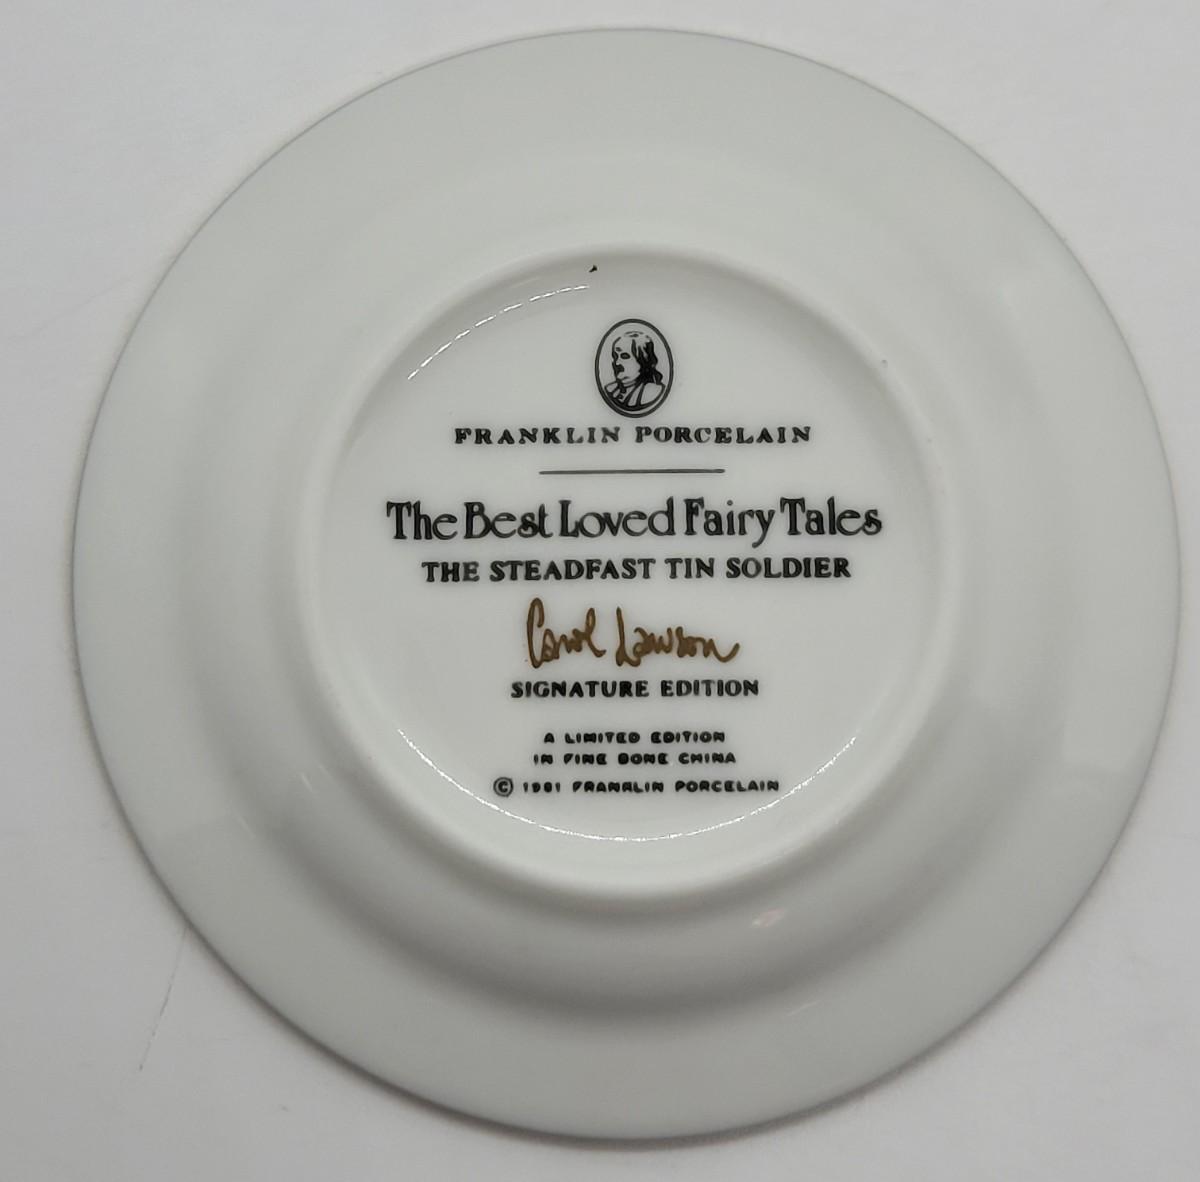 FRANKLIN PORCELAIN
The Best Loved Fairy Tales
THE STEADFAST TIN SOLDIER
Carol Lawson
SIGNATURE EDITION
A LIMITED EDITION
IN FINE BONE CHINA
© 1981 FRANKLIN PORCELAIN